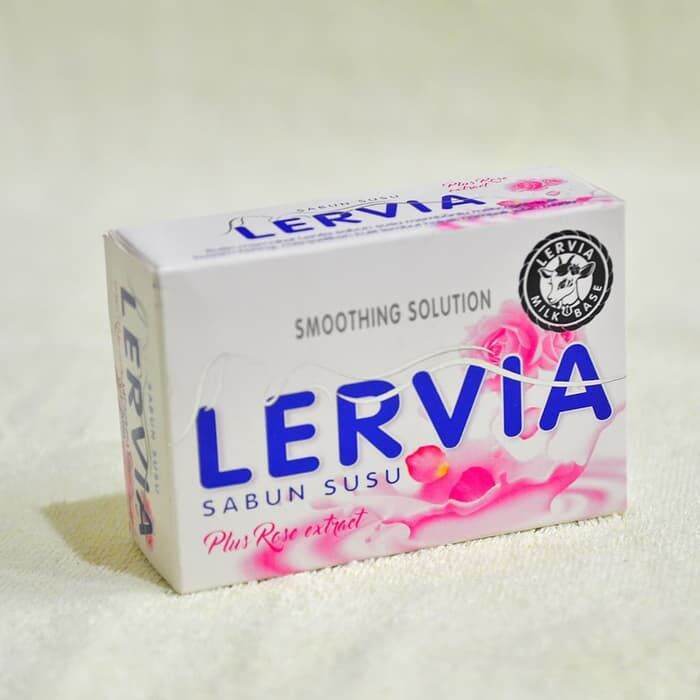 SABUN SUSU
LERVIA
Plus Rose
extract
SMOOTHING SOLUTION
LERVIA
MILK BASE
LERVIA
SABUN SUSU
Plus Rose extract
LERVIA
SABUN SUSU